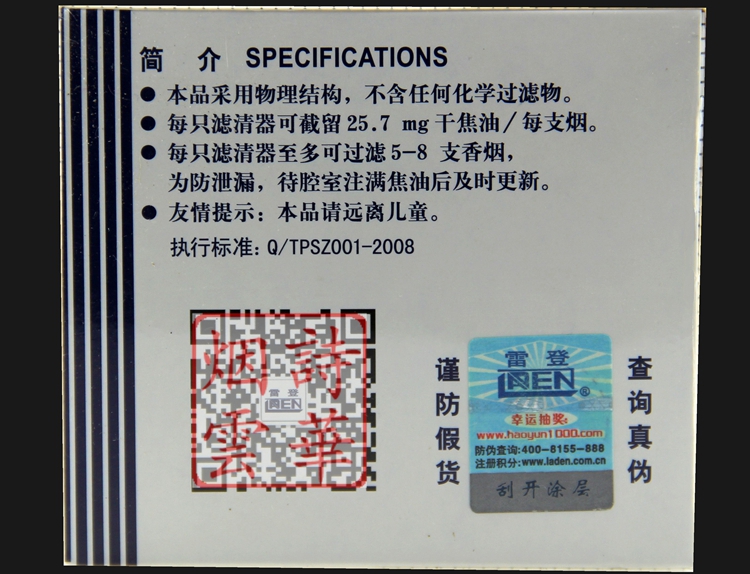 简 介 SPECIFICATIONS
● 本品采用物理结构，不含任何化学过滤物。
● 每只滤清器可截留 25.7 mg 干焦油/每支烟。
● 每只滤清器至多可过滤 5-8 支香烟，
为防泄漏，待腔室注满焦油后及时更新。
● 友情提示：本品请远离儿童。
执行标准：Q/TPSZ001-2008
詩華
烟雲
雷登
LADEN
谨防假货
雷登
LADEN®
幸运抽奖：
www.haoyun1000.com
防伪查询：400-8155-888
注册积分：www.laden.com.cn
刮开涂层
查询真伪